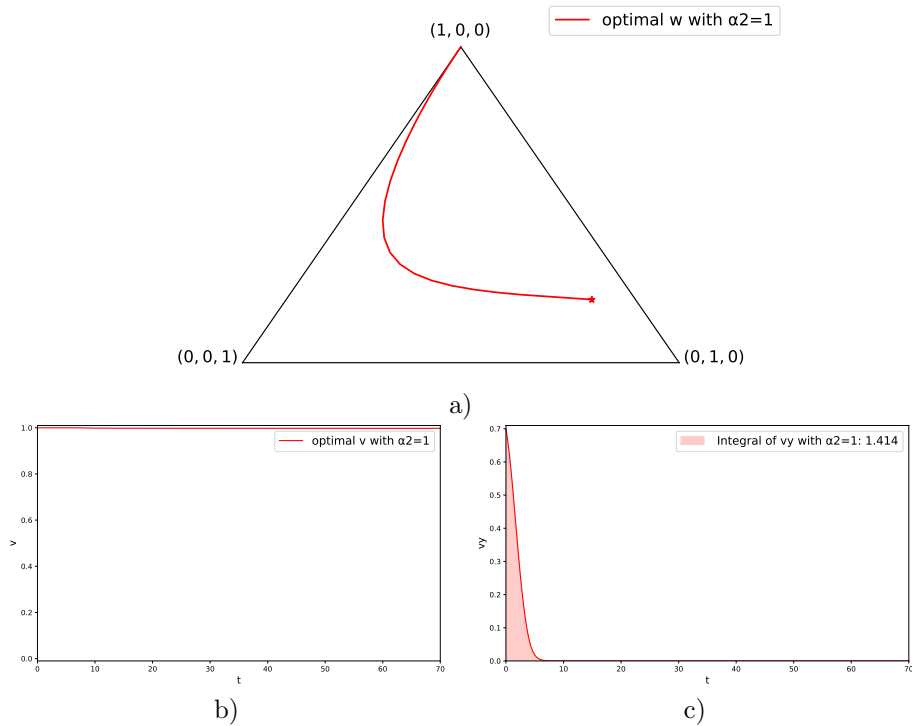 optimal w with α2=1
(1, 0, 0)
(0, 0, 1)
(0, 1, 0)
a)
1.0
0.8
0.6
0.4
0.2
0.0
v
optimal v with α2=1
0 10 20 30 40 50 60 70
t
b)
0.7
0.6
0.5
0.4
0.3
0.2
0.1
0.0
vy
Integral of vy with α2=1: 1.414
0 10 20 30 40 50 60 70
t
c)